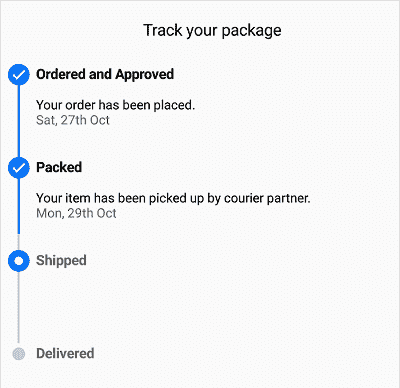 Track your package
Ordered and Approved
Your order has been placed.
Sat, 27th Oct
Packed
Your item has been picked up by courier partner.
Mon, 29th Oct
Shipped
Delivered